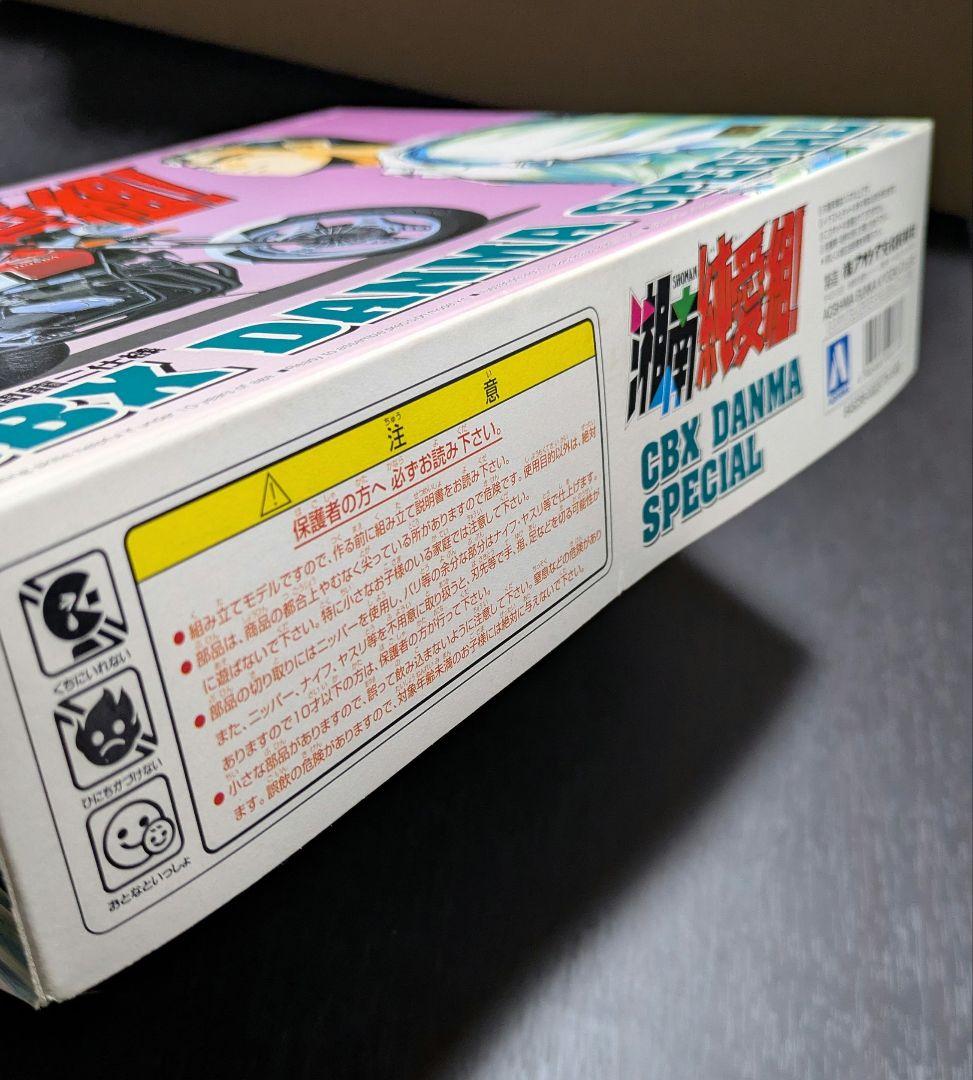 純愛組!
CBX DANMA SPECIAL
注意
保護者の方へ 必ずお読み下さい。
●組み立てモデルですので、作る前に組み立て説明書をお読み下さい。
●部品は、商品の都合上やむなく尖っている所がありますので危険です。使用目的以外は、絶対
に遊ばないで下さい。特に小さなお子様のいる家庭では注意して下さい。
●部品の切り取りにはニッパーを使用し、バリ等の余分な部分はナイフ・ヤスリ等で仕上げます。
また、ニッパー、ナイフ、ヤスリ等を不用意に取り扱うと、刃先等で手、指、足などを切る可能性が
ありますので10才以下の方は、保護者の方が行って下さい。
●小さな部品がありますので、誤って飲み込まないように注意して下さい。窒息などの危険があり
ます。誤飲の危険がありますので、対象年齢未満のお子様には絶対に与えないで下さい。
くちにいれない
ひにちかづけない
おとなといっしょ
SHONAN
湘南純愛組!
CBX DANMA
SPECIAL